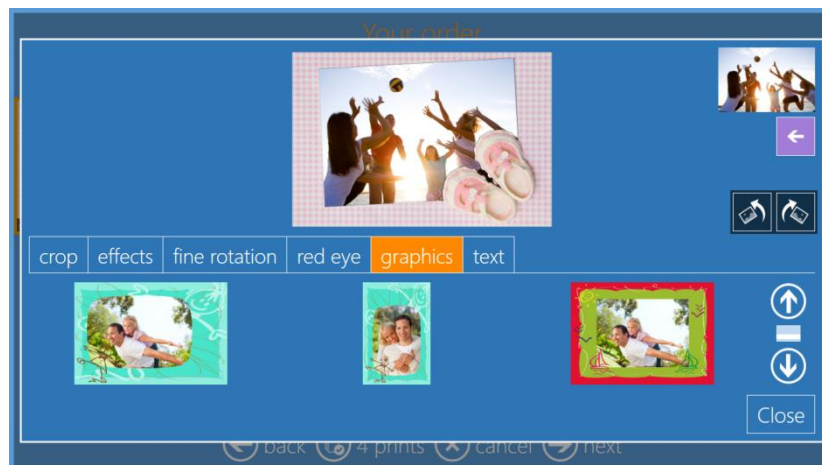 Your order
crop effects fine rotation red eye graphics text
Close
back 4 prints cancel next